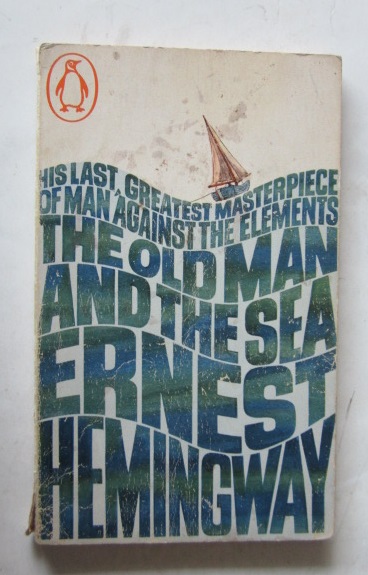 HIS LAST, GREATEST MASTERPIECE
OF MAN AGAINST THE ELEMENTS
THE OLD MAN
AND THE SEA
ERNEST
HEMINGWAY